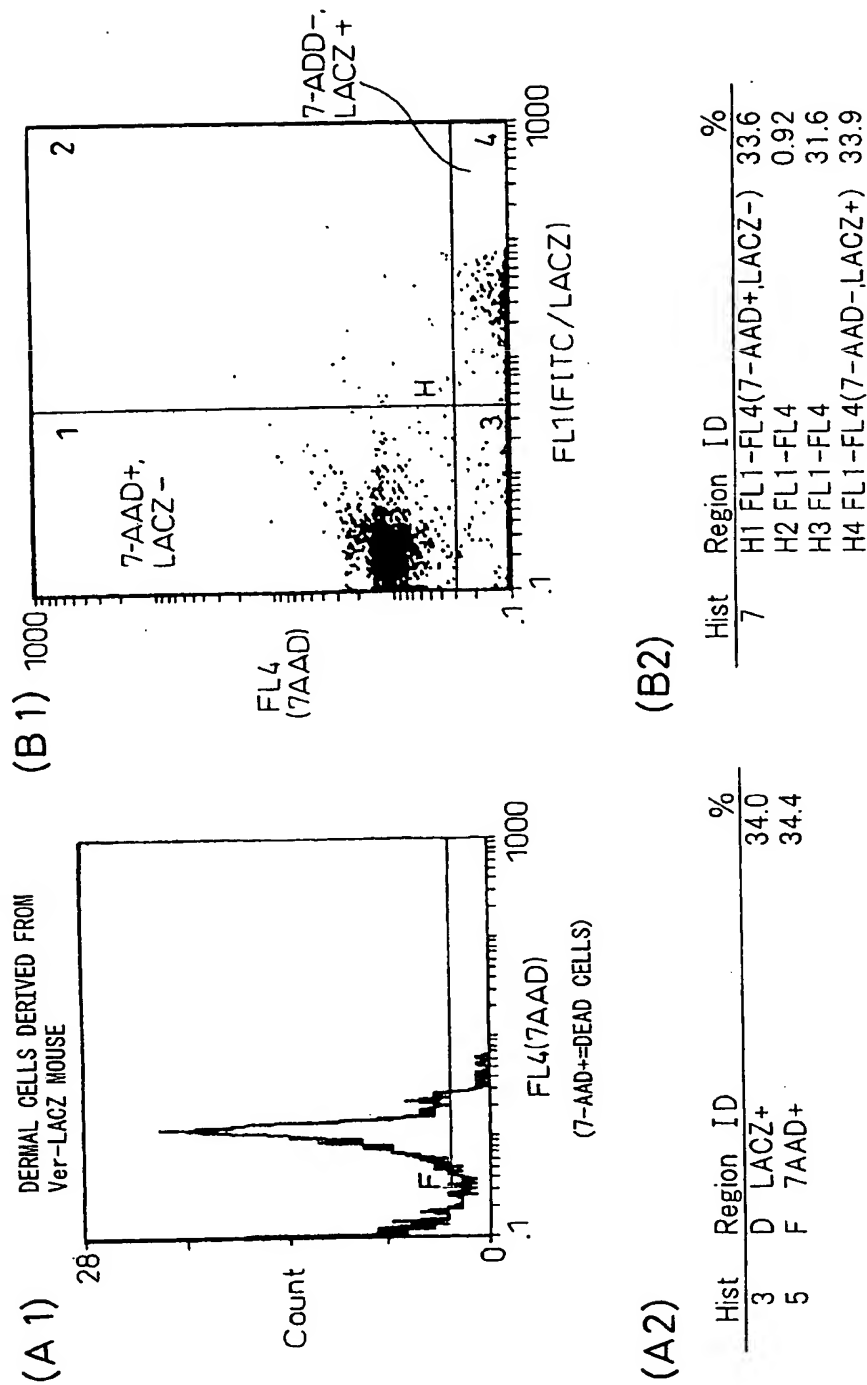 (A 1)
DERMAL CELLS DERIVED FROM
Ver-LACZ MOUSE
28
Count
0
F
.1
1000
FL4(7AAD)
(7-AAD+=DEAD CELLS)
(A2)
Hist Region ID %
3 D LACZ+ 34.0
5 F 7AAD+ 34.4
(B 1)
1000
FL4
(7AAD)
.1
1
2
7-AAD+,
LACZ-
H
3
4
7-ADD-,
LACZ +
.1
1000
FL1(FITC/LACZ)
(B2)
Hist Region ID %
7 H1 FL1-FL4(7-AAD+,LACZ-) 33.6
H2 FL1-FL4 0.92
H3 FL1-FL4 31.6
H4 FL1-FL4(7-AAD-,LACZ+) 33.9